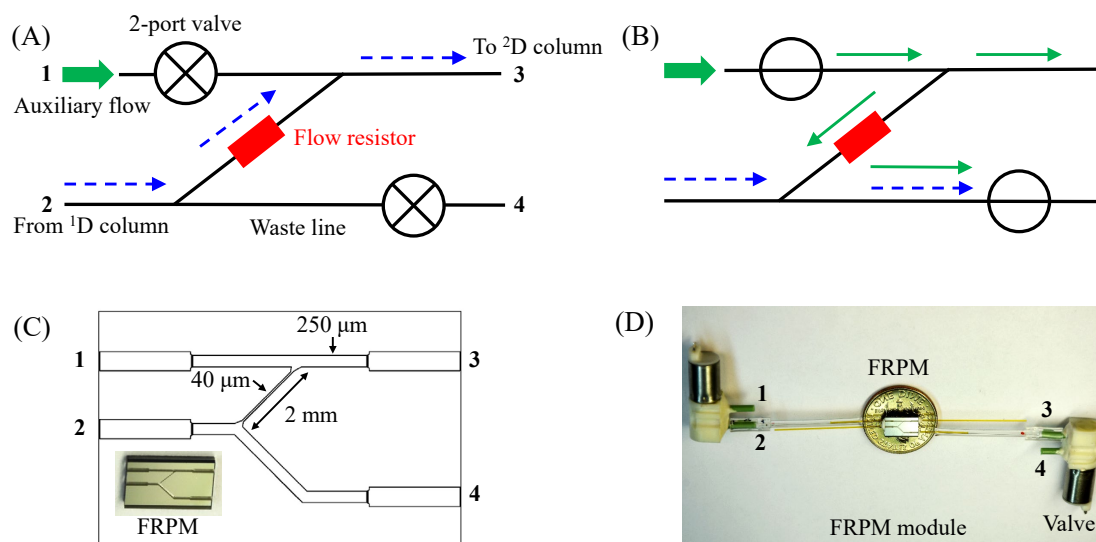 (A)
2-port valve
To ²D column
1
3
Auxiliary flow
Flow resistor
2
4
From ¹D column
Waste line
(B)
(C)
250 μm
1
3
40 μm
2 mm
2
4
FRPM
(D)
FRPM
1
3
2
4
FRPM module
Valve